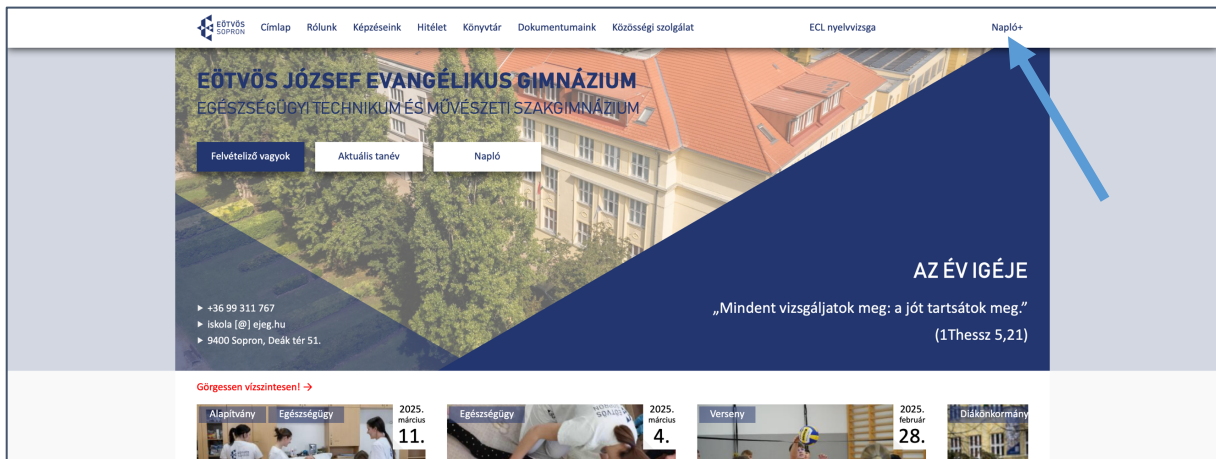 EÖTVÖS
SOPRON
Címlap Rólunk Képzéseink Hitélet Könyvtár Dokumentumaink Közösségi szolgálat ECL nyelvvizsga Napló+
EÖTVÖS JÓZSEF EVANGÉLIKUS GIMNÁZIUM
EGÉSZSÉGÜGYI TECHNIKUM ÉS MŰVÉSZETI SZAKGIMNÁZIUM
Felvételiző vagyok Aktuális tanév Napló
AZ ÉV IGÉJE
„Mindent vizsgáljatok meg: a jót tartsátok meg.”
(1Thessz 5,21)
+36 99 311 767
iskola [@] ejeg.hu
9400 Sopron, Deák tér 51.
Görgessen vízszintesen! →
Alapítvány Egészségügy 2025. március 11.
Egészségügy 2025. március 4.
Verseny 2025. február 28.
Diákönkormány